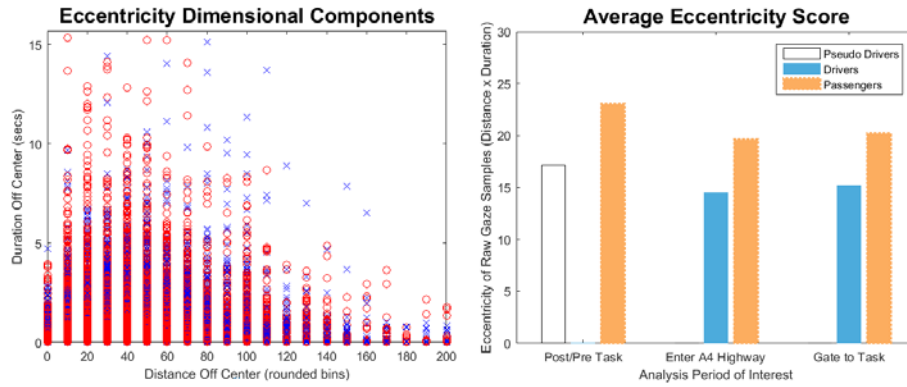 Eccentricity Dimensional Components
15
10
5
0
Duration Off Center (secs)
0 20 40 60 80 100 120 140 160 180 200
Distance Off Center (rounded bins)
Average Eccentricity Score
30
25
20
15
10
5
0
Eccentricity of Raw Gaze Samples (Distance x Duration)
Pseudo Drivers
Drivers
Passengers
Post/Pre Task Enter A4 Highway Gate to Task
Analysis Period of Interest